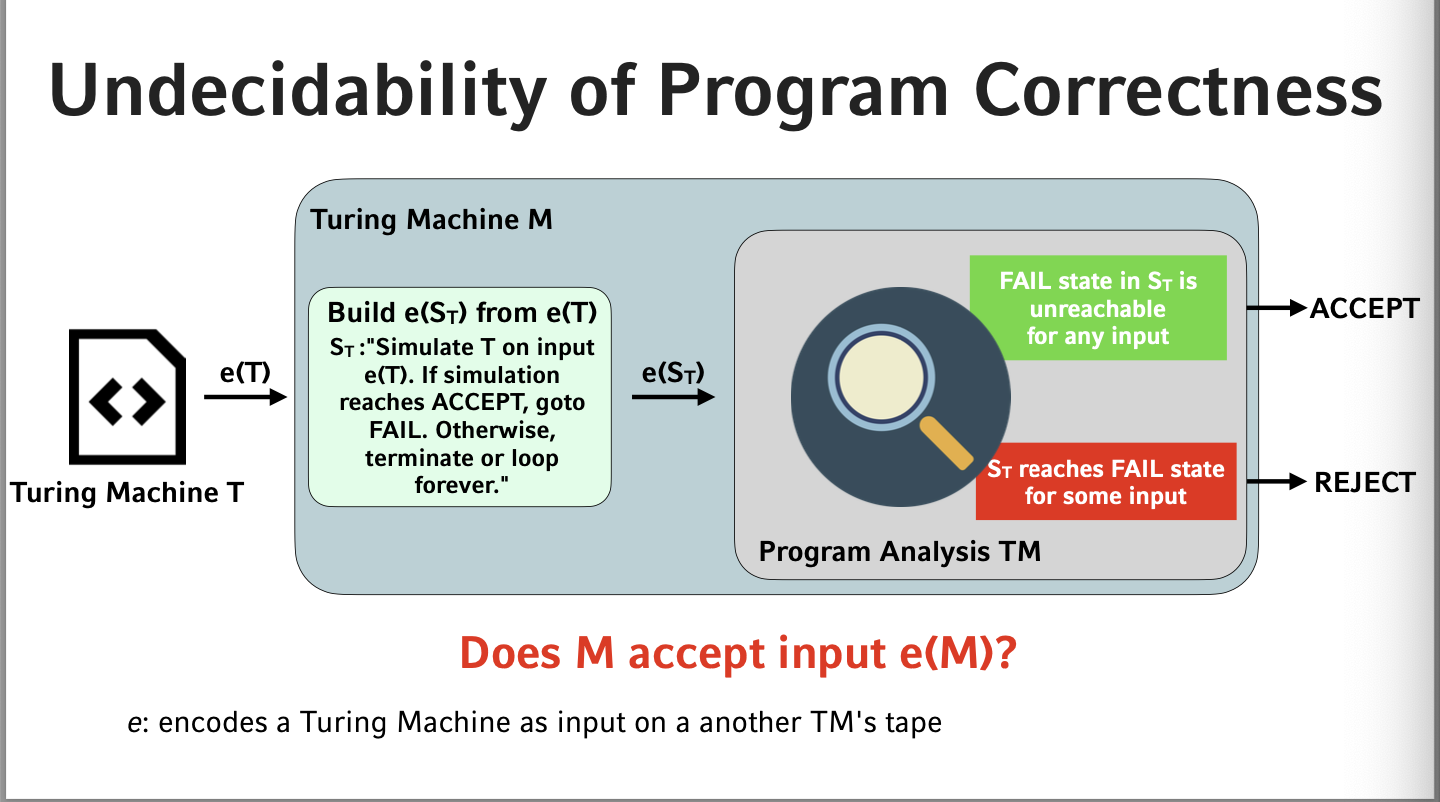 Undecidability of Program Correctness
Turing Machine M
Build e(S_T) from e(T)
S_T :"Simulate T on input
e(T). If simulation
reaches ACCEPT, goto
FAIL. Otherwise,
terminate or loop
forever."
e(T)
Turing Machine T
e(S_T)
FAIL state in S_T is
unreachable
for any input
ACCEPT
S_T reaches FAIL state
for some input
REJECT
Program Analysis TM
Does M accept input e(M)?
e: encodes a Turing Machine as input on a another TM's tape